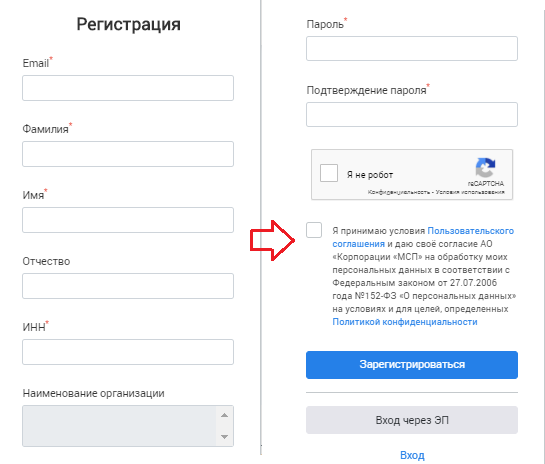 Регистрация
Email*
Фамилия*
Имя*
Отчество
ИНН*
Наименование организации
Пароль*
Подтверждение пароля*
Я не робот
reCAPTCHA
Конфиденциальность - Условия использования
Я принимаю условия Пользовательского
соглашения и даю своё согласие АО
«Корпорации «МСП» на обработку моих
персональных данных в соответствии с
Федеральным законом от 27.07.2006
года №152-ФЗ «О персональных данных»
на условиях и для целей, определенных
Политикой конфиденциальности
Зарегистрироваться
Вход через ЭП
Вход